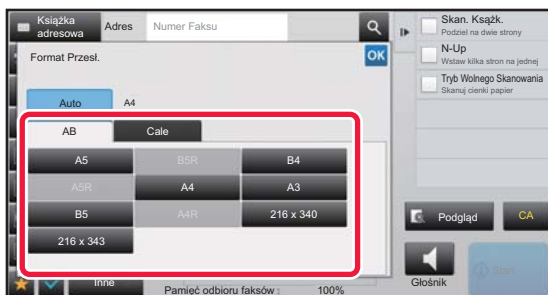 Książka
adresowa
Adres
Numer Faksu
Format Przesł.
OK
Auto
A4
AB
Cale
A5
B5R
B4
A5R
A4
A3
B5
A4R
216 x 340
216 x 343
Inne
Pamięć odbioru faksów :
100%
Skan. Książk.
Podziel na dwie strony
N-Up
Wstaw kilka stron na jednej
Tryb Wolnego Skanowania
Skanuj cienki papier
Podgląd
CA
Głośnik
Start